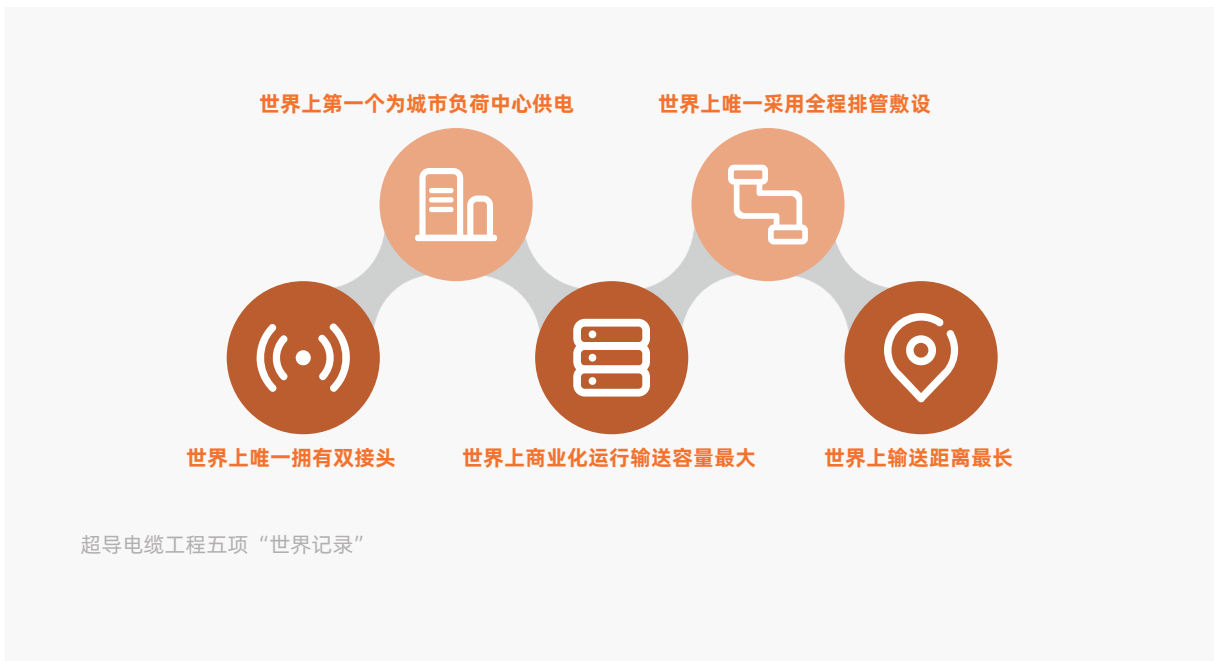 世界上第一个为城市负荷中心供电
世界上唯一采用全程排管敷设
世界上唯一拥有双接头
世界上商业化运行输送容量最大
世界上输送距离最长
超导电缆工程五项“世界记录”